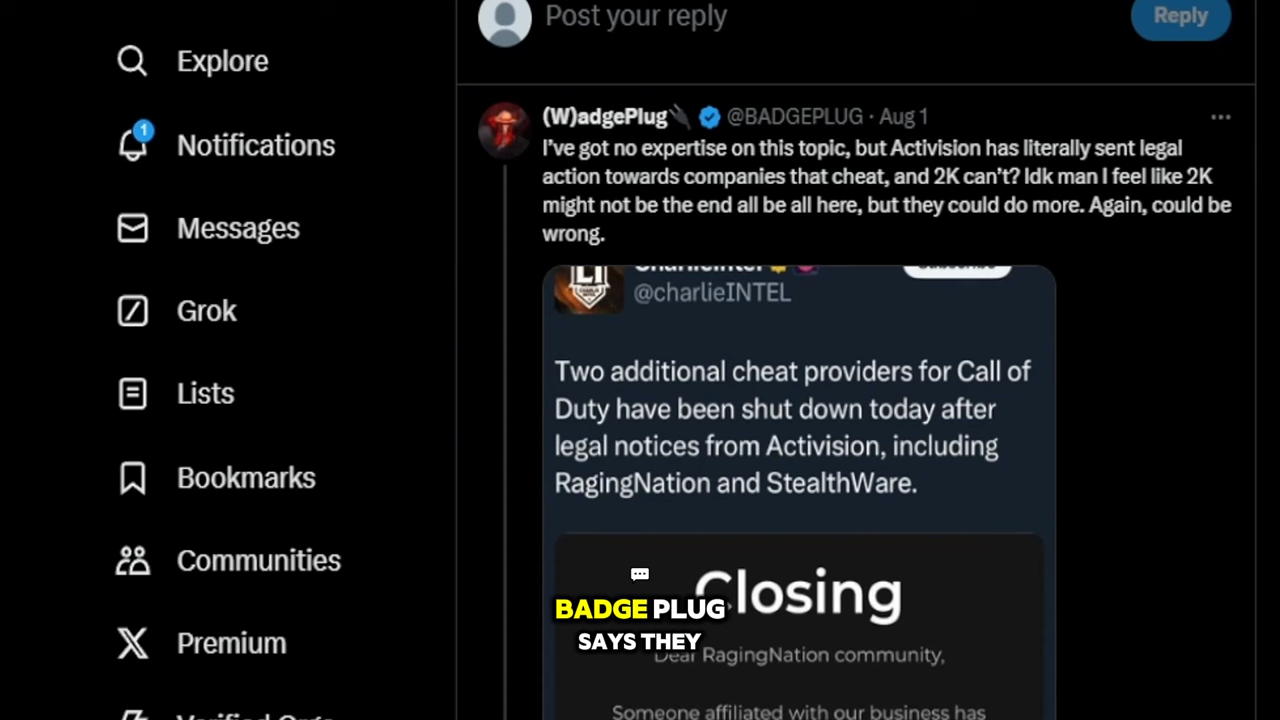 Post your reply
Reply
Explore
Notifications
1
Messages
Grok
Lists
Bookmarks
Communities
Premium
(W)adgePlug @BADGEPLUG · Aug 1
I've got no expertise on this topic, but Activision has literally sent legal
action towards companies that cheat, and 2K can't? Idk man I feel like 2K
might not be the end all be all here, but they could do more. Again, could be
wrong.
@charlieINTEL
Two additional cheat providers for Call of
Duty have been shut down today after
legal notices from Activision, including
RagingNation and StealthWare.
Closing
BADGE PLUG
SAYS THEY
Dear RagingNation community,
Someone affiliated with our business has